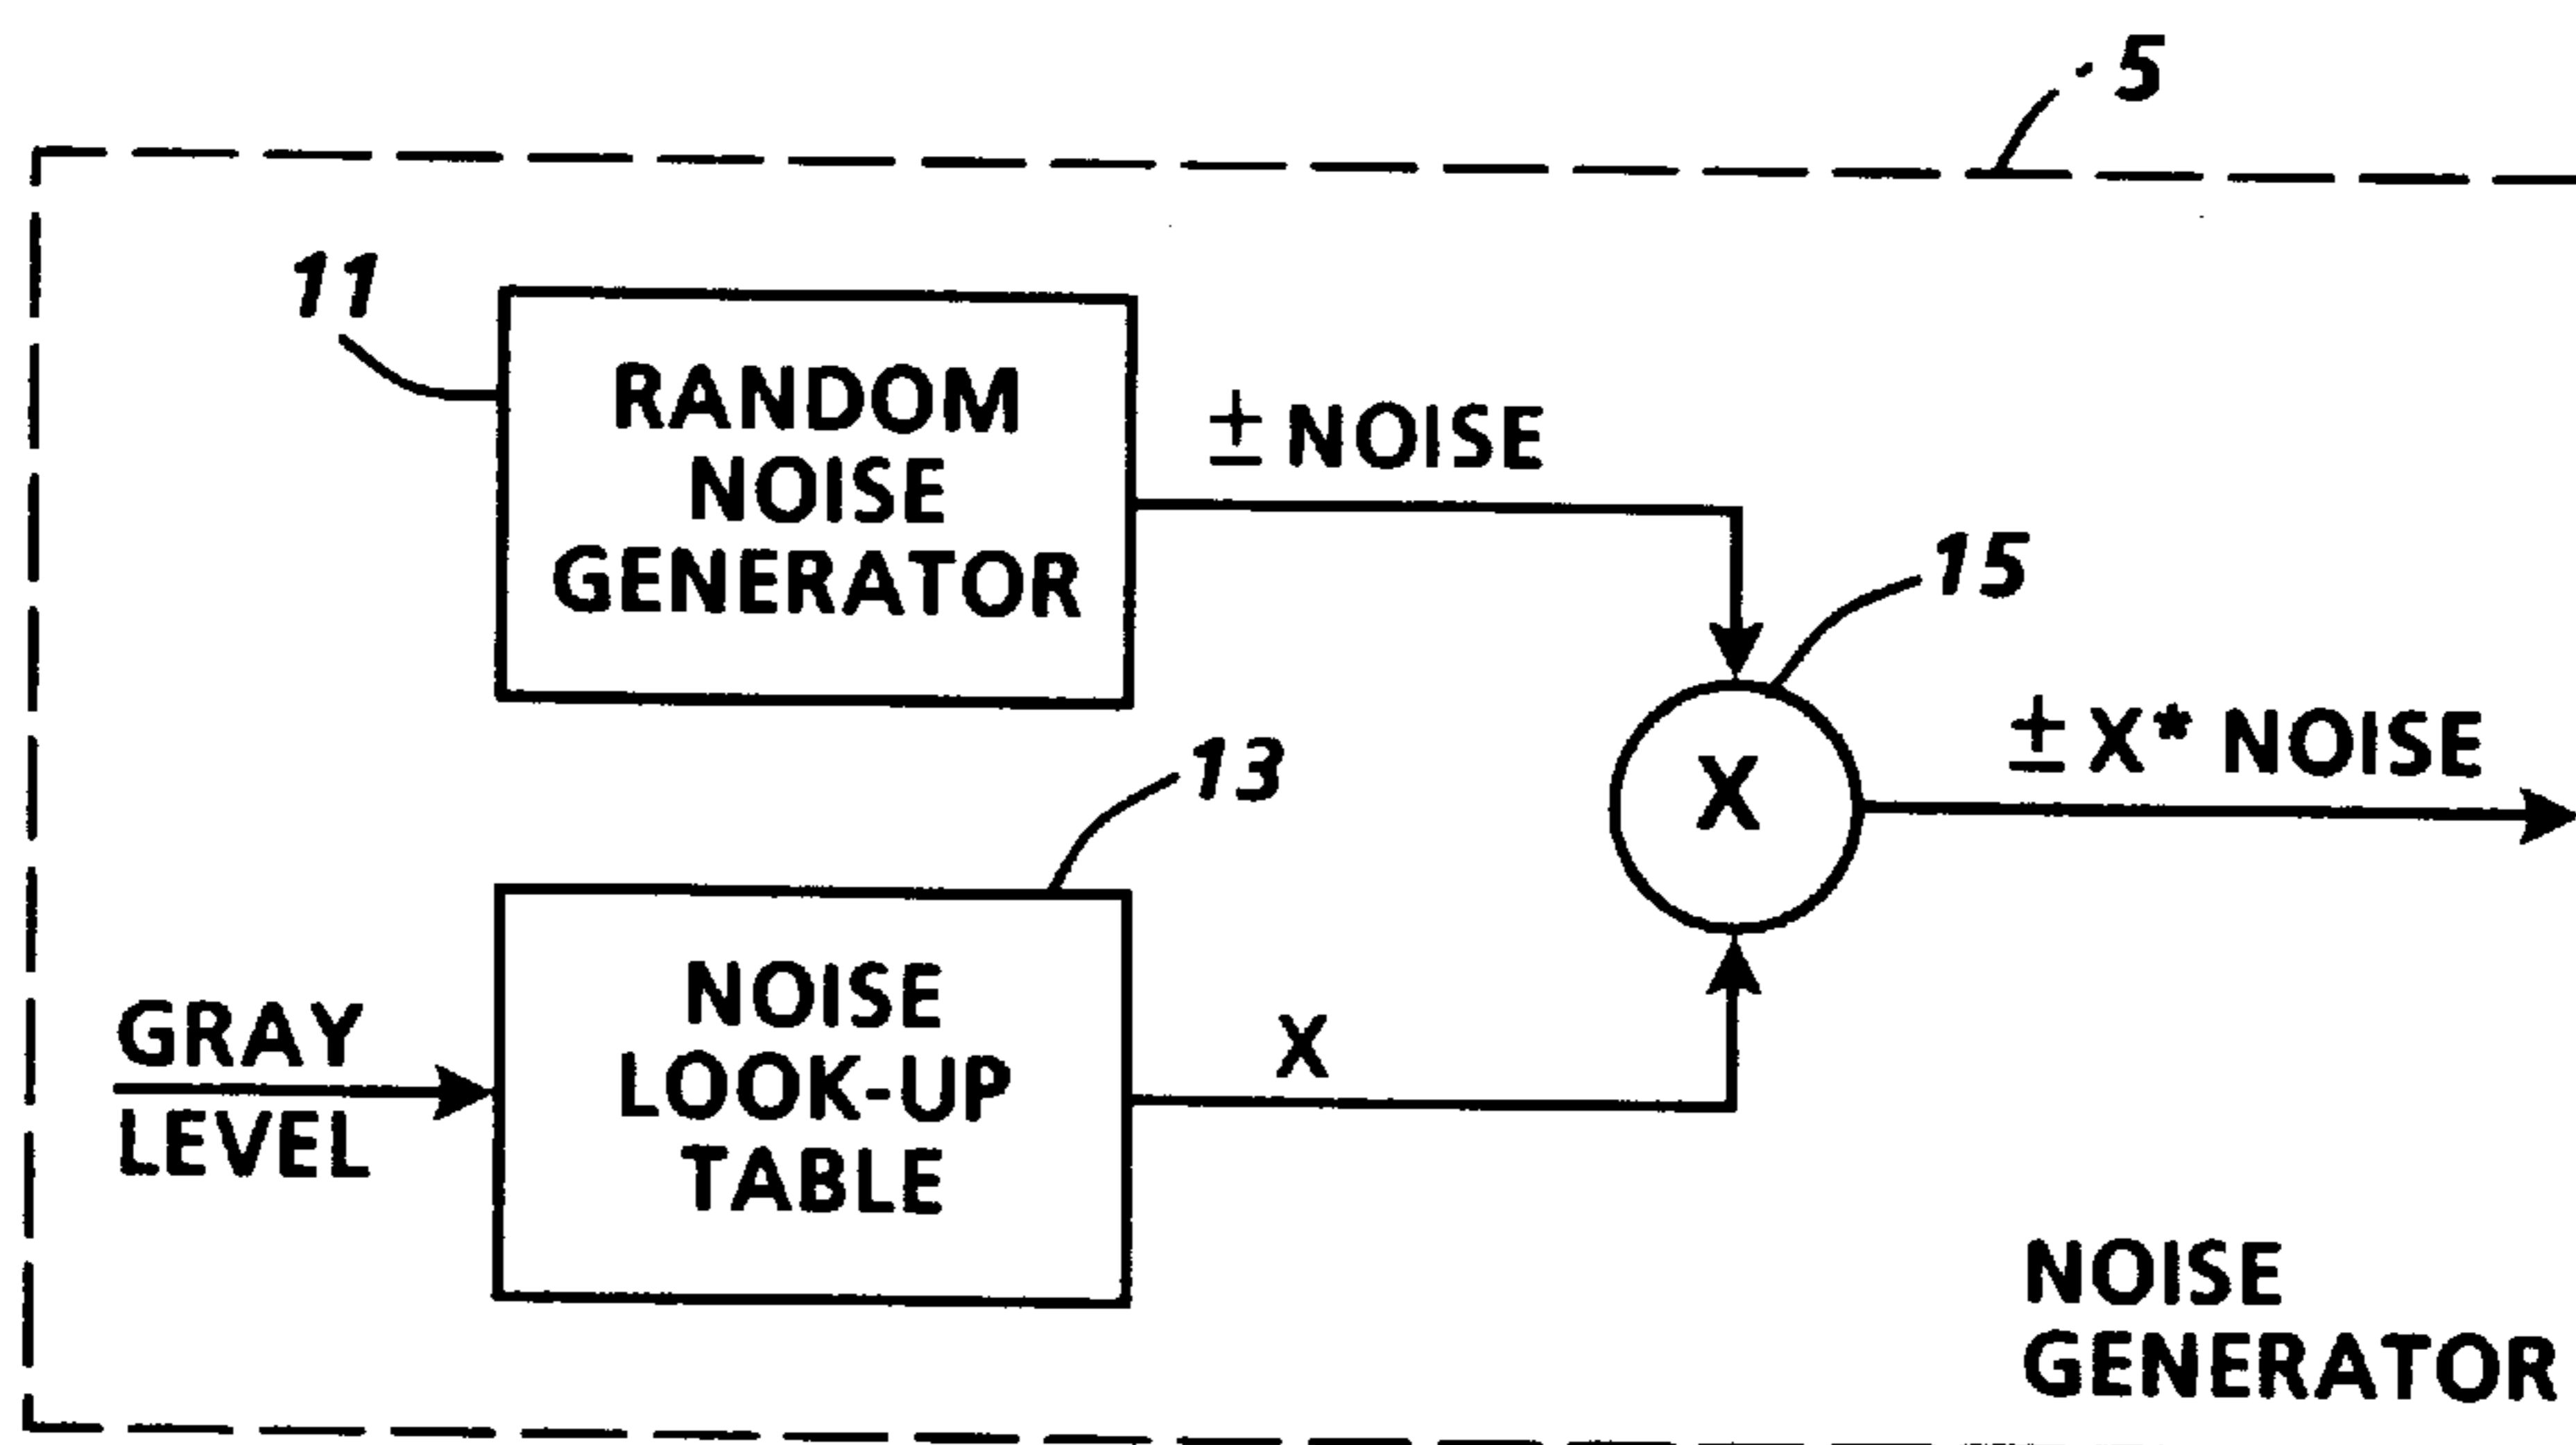 5
11
RANDOM
NOISE
GENERATOR
± NOISE
15
X
± X* NOISE
13
NOISE
LOOK-UP
TABLE
GRAY
LEVEL
X
NOISE
GENERATOR